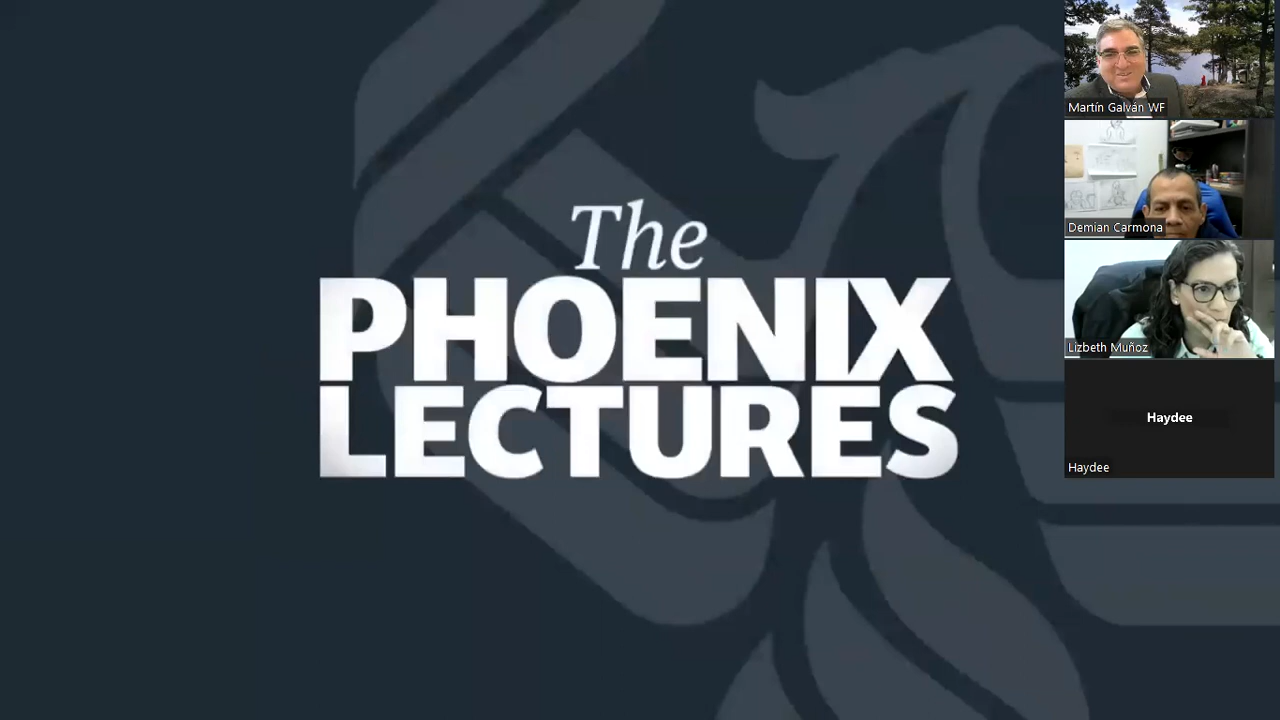 The
PHOENIX
LECTURES
Martín Galván WF
Demian Carmona
Lizbeth Muñoz
Haydee
Haydee